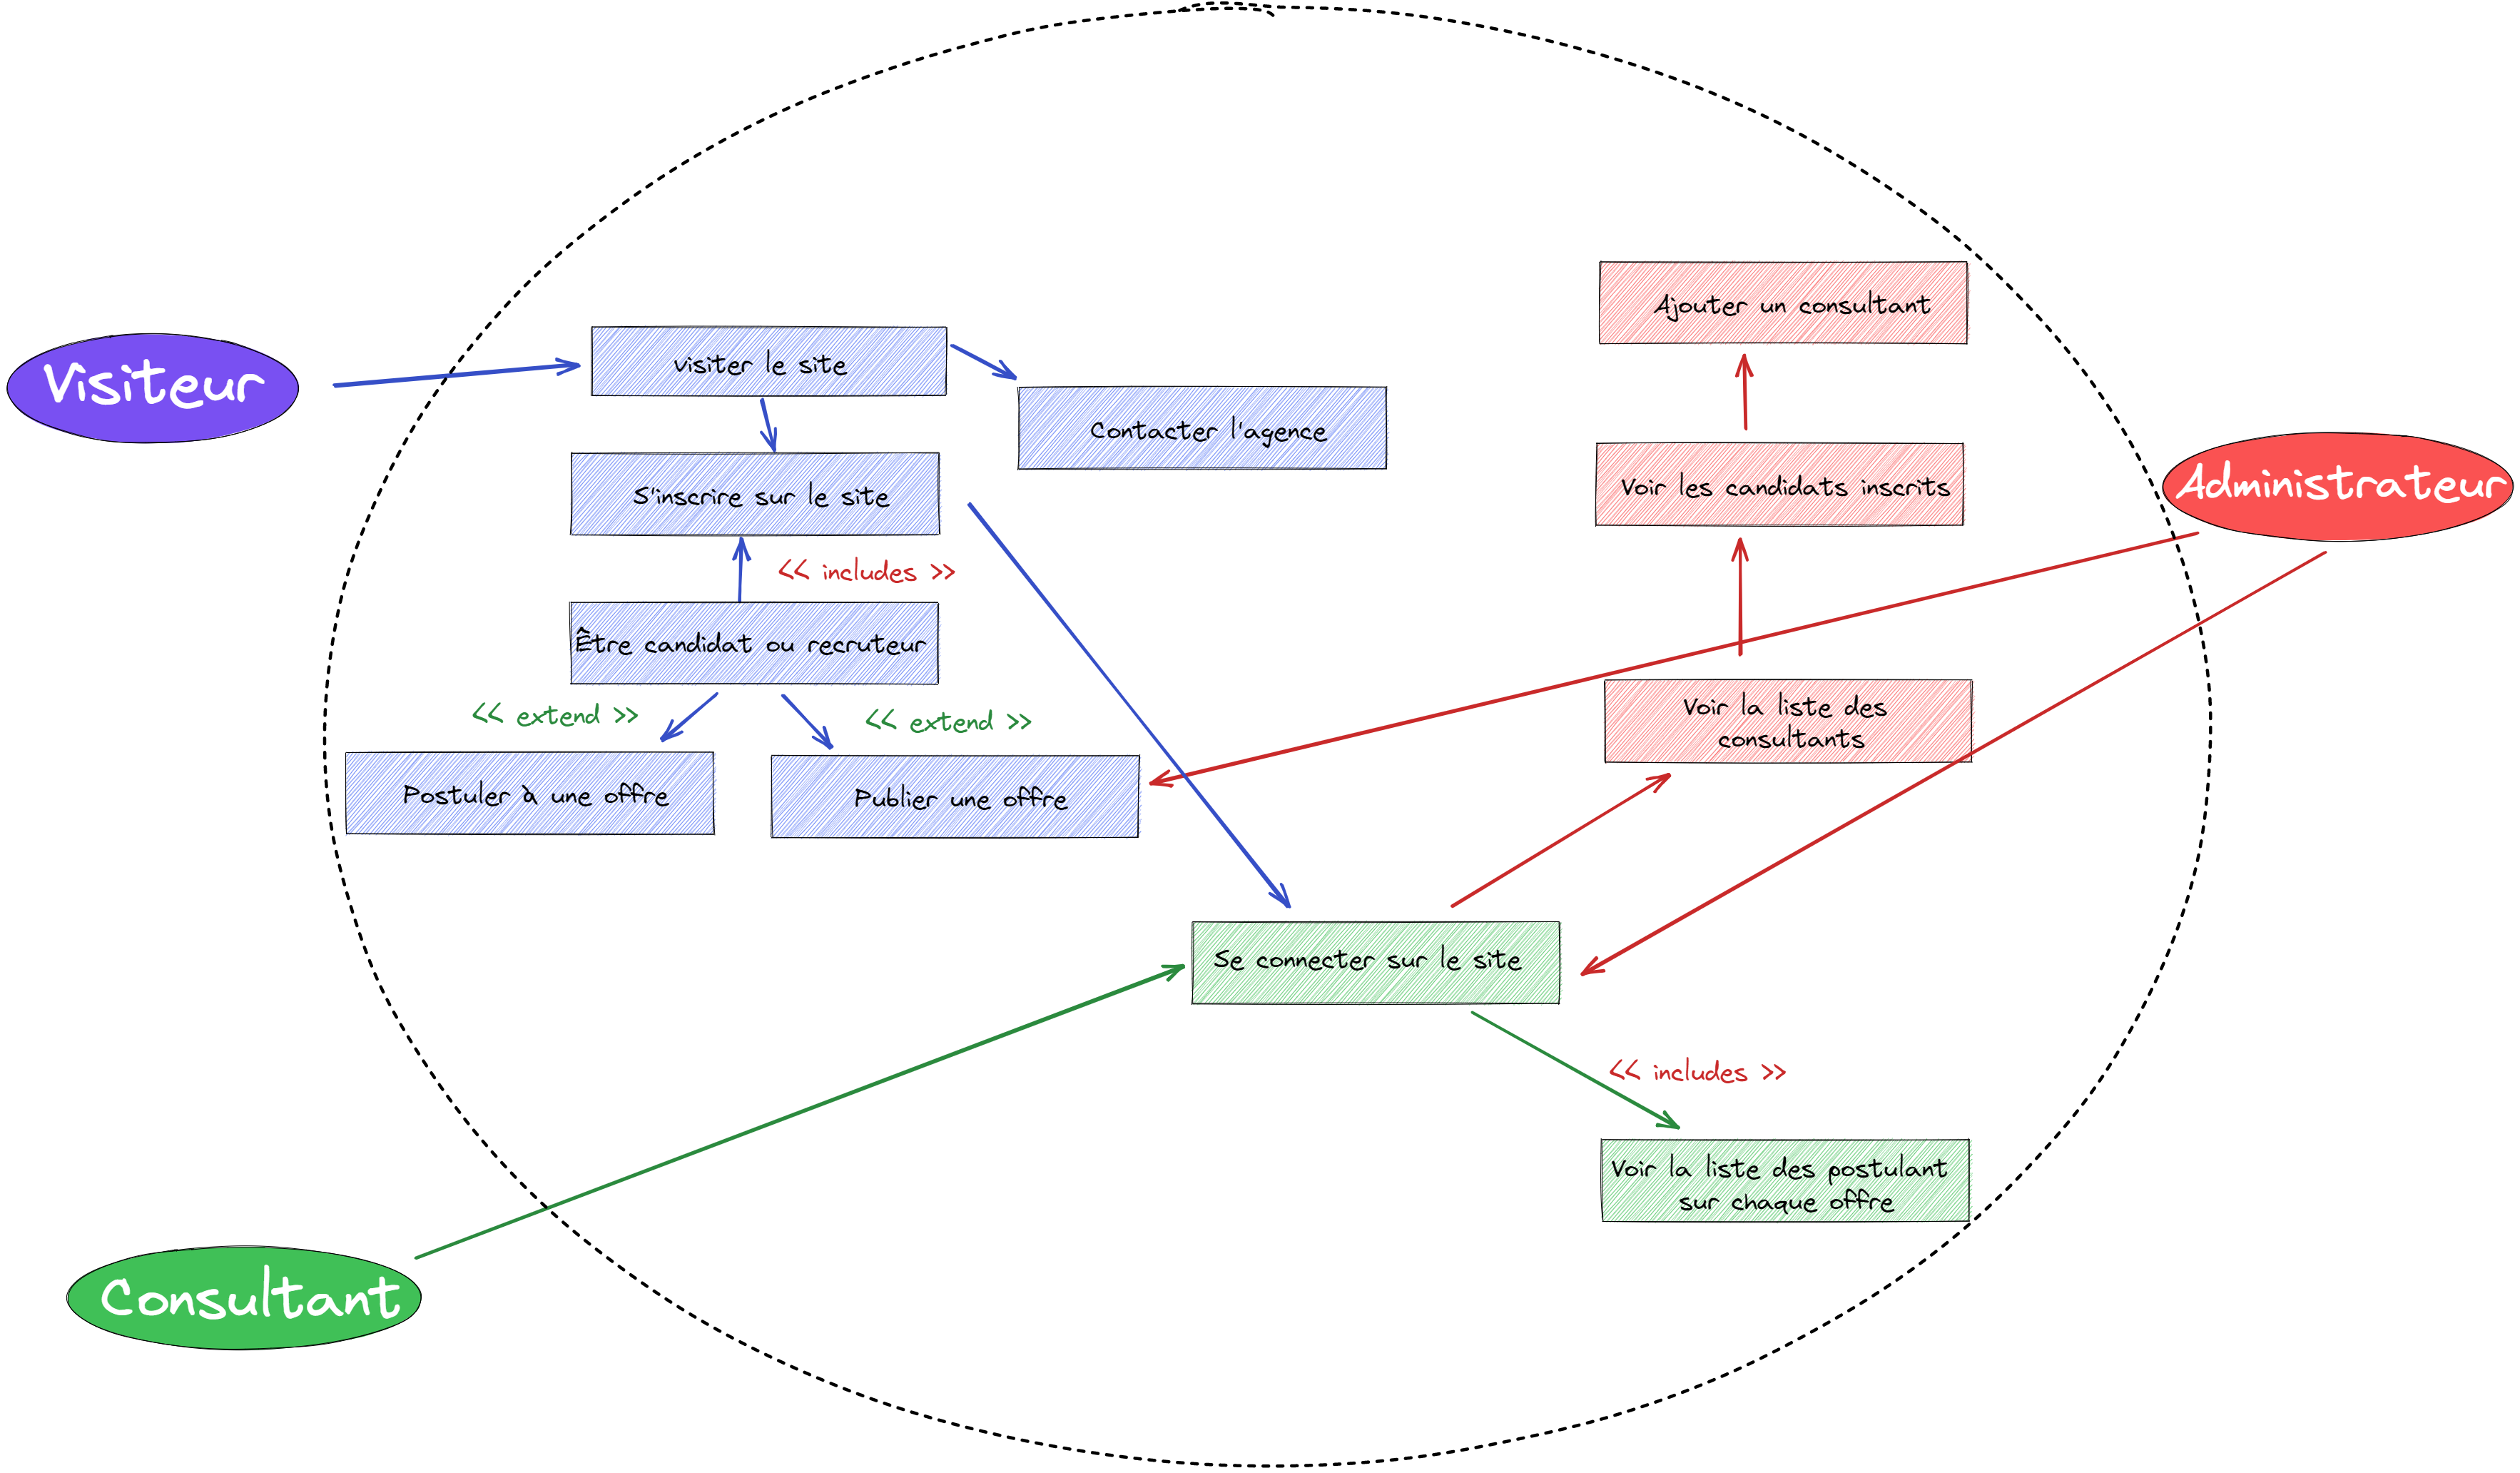 Visiteur
visiter le site
Contacter l'agence
S'inscrire sur le site
<< includes >>
Être candidat ou recruteur
<< extend >>
<< extend >>
Postuler à une offre
Publier une offre
Ajouter un consultant
Voir les candidats inscrits
Administrateur
Voir la liste des
consultants
Se connecter sur le site
<< includes >>
Voir la liste des postulant
sur chaque offre
Consultant